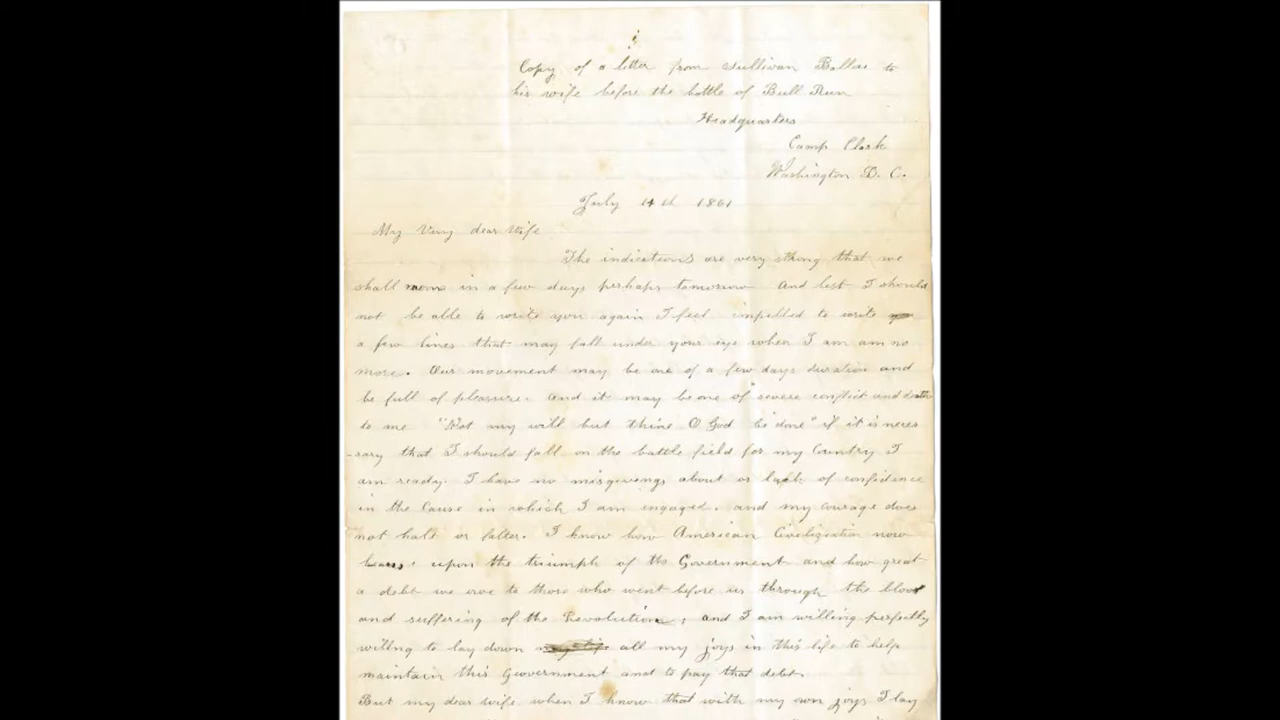 Copy of a letter from Sullivan Ballou to
his wife before the battle of Bull Run
Headquarters
Camp Clark
Washington D. C.
July 14th 1861
My Very dear Wife
The indications are very strong that we
shall move in a few days perhaps tomorrow And lest I should
not be able to write you again I feel impelled to write
a few lines that may fall under your eye when I am am no
more. Our movement may be one of a few days duration and
be full of pleasure. And it may be one of severe conflict and death
to me "Not my will but thine O God be done" if it is neces
-sary that I should fall on the battle field for my Country I
am ready. I have no misgivings about or lack of confidence
in the Cause in which I am engaged, and my courage does
not halt or falter. I know how American Civilization now
upon the triumph of the Government and how great
a debt we owe to those who went before us through the blood
and suffering of the Revolution; and I am willing perfectly
willing to lay down all my joys in this life to help
maintain this Government and to pay that debt.
But my dear wife when I know that with my own joys I lay